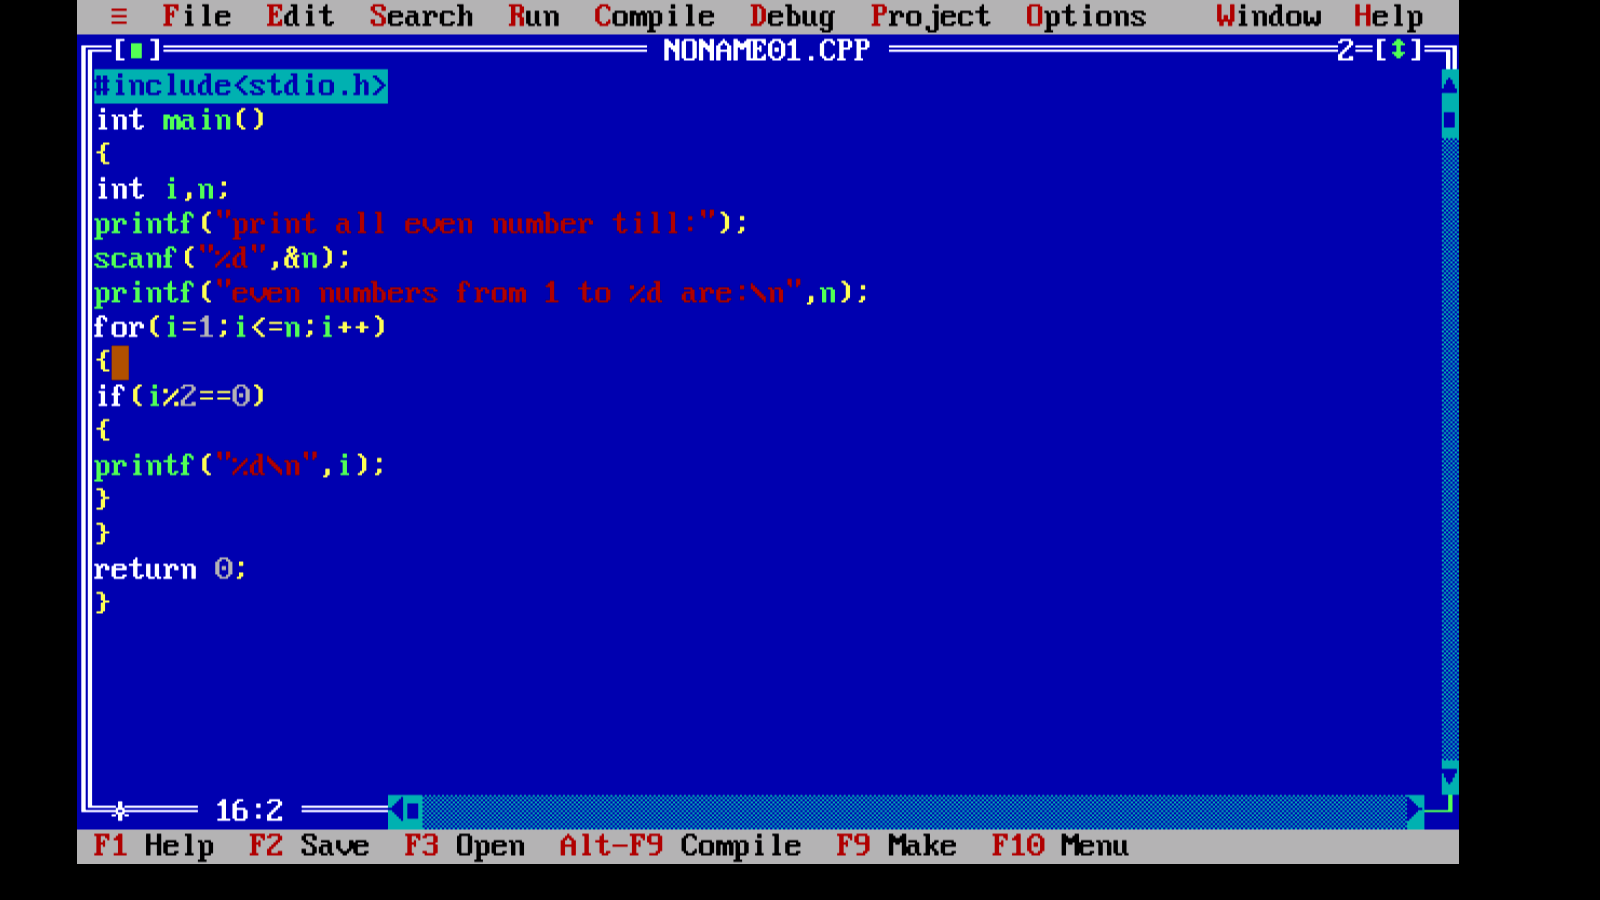 ≡ File Edit Search Run Compile Debug Project Options Window Help
[■] NONAME01.CPP 2=[↕]
#include<stdio.h>
int main()
{
int i,n;
printf("print all even number till:");
scanf("%d",&n);
printf("even numbers from 1 to %d are:\n",n);
for(i=1;i<=n;i++)
{
if(i%2==0)
{
printf("%d\n",i);
}
}
return 0;
}
16:2
F1 Help F2 Save F3 Open Alt-F9 Compile F9 Make F10 Menu